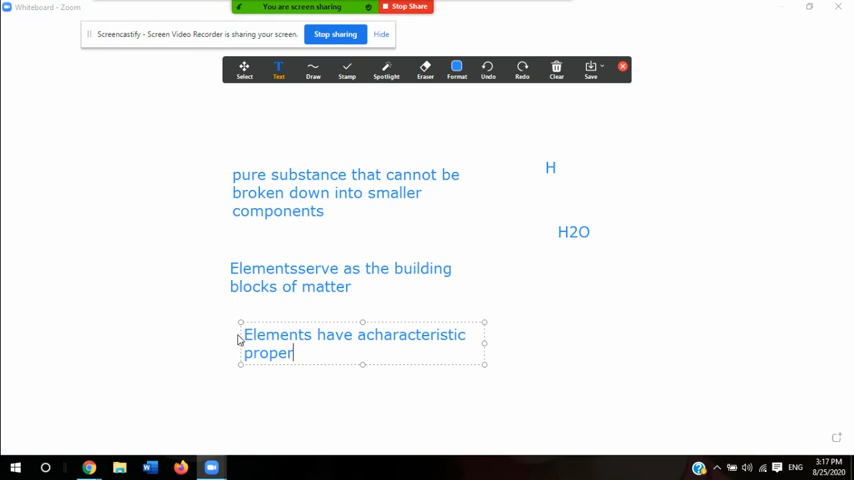 Whiteboard - Zoom
You are screen sharing
Stop Share
Screencastify - Screen Video Recorder is sharing your screen.
Stop sharing
Hide
Select
Text
Draw
Stamp
Spotlight
Eraser
Format
Undo
Redo
Clear
Save
pure substance that cannot be
broken down into smaller
components
H
H2O
Elementsserve as the building
blocks of matter
Elements have acharacteristic
proper
ENG
3:17 PM
8/25/2020